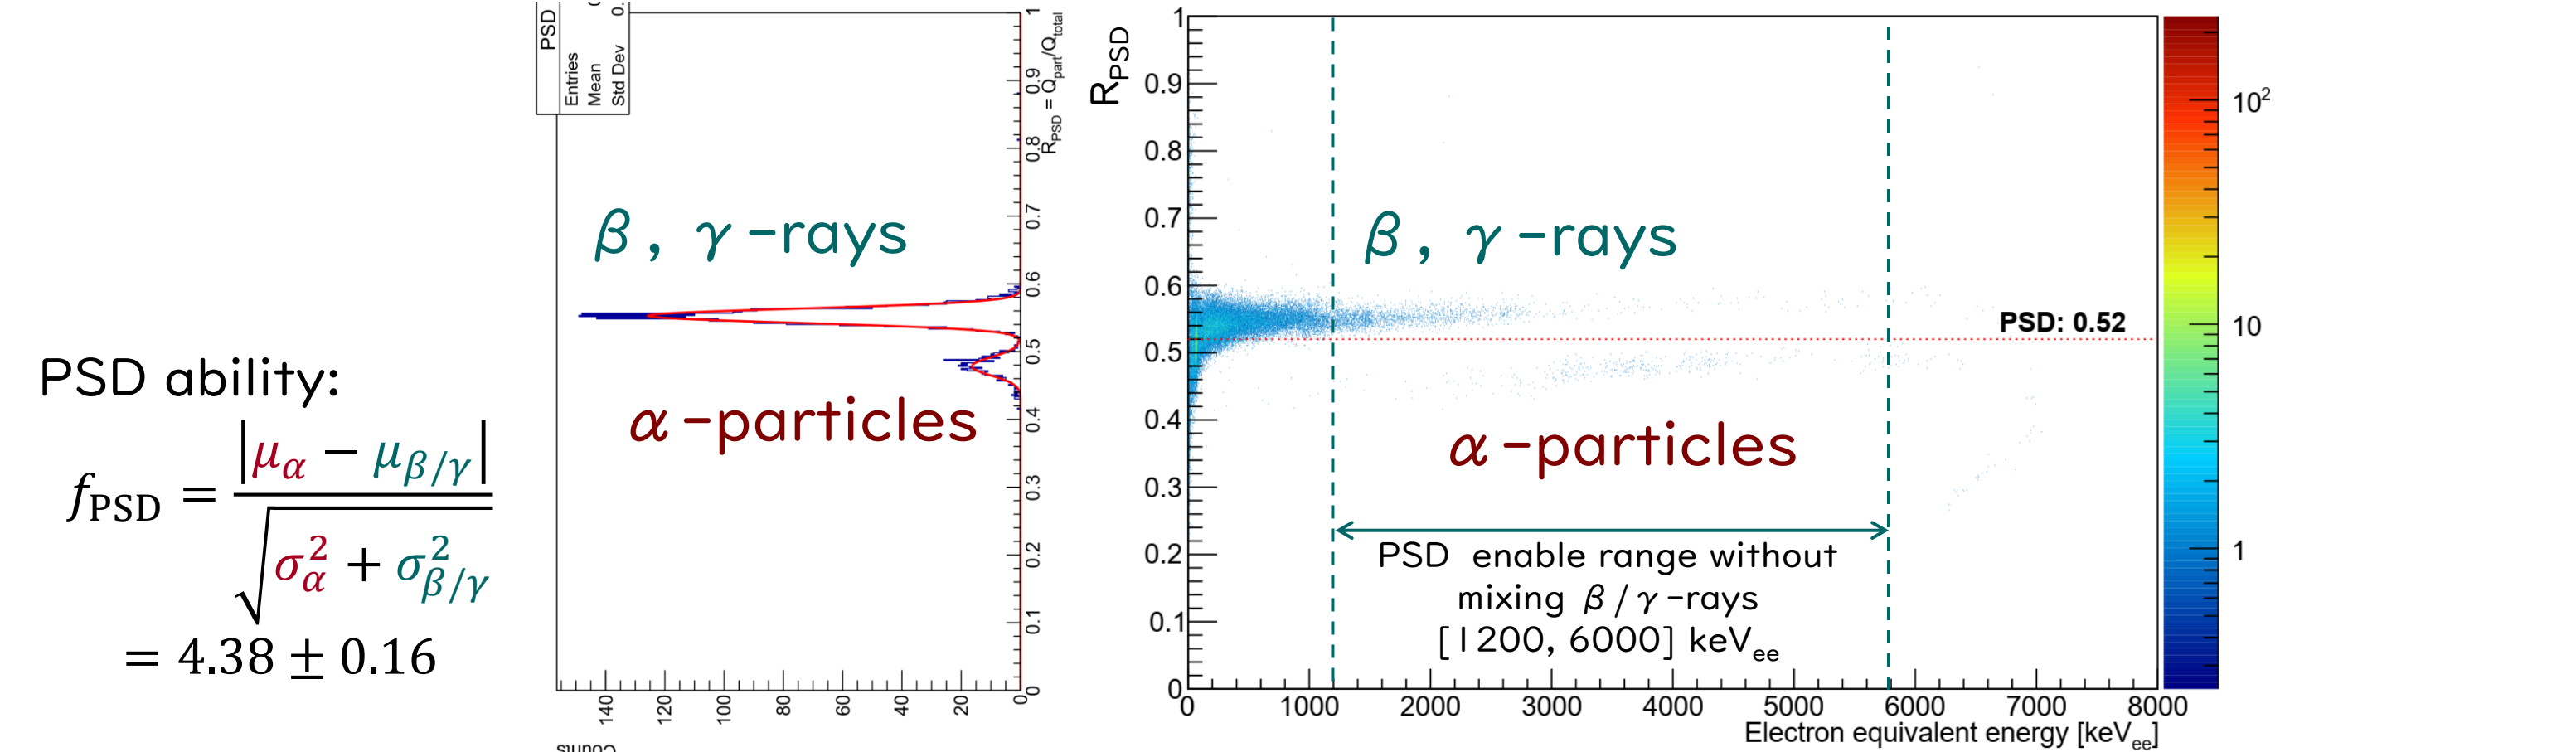 PSD ability:
f_PSD = |μ_α − μ_β/γ| / √(σ_α² + σ_β/γ²)
= 4.38 ± 0.16
PSD
Entries
Mean
Std Dev 0.
β , γ -rays
α -particles
140 120 100 80 60 40 20 0
0 0.1 0.2 0.3 0.4 0.5 0.6 0.7 0.8 0.9 1
R_PSD = Q_part/Q_total
Counts
R_PSD
1
0.9
0.8
0.7
0.6
0.5
0.4
0.3
0.2
0.1
0
β , γ -rays
PSD: 0.52
α -particles
PSD enable range without
mixing β / γ -rays
[1200, 6000] keV_ee
0 1000 2000 3000 4000 5000 6000 7000 8000
Electron equivalent energy [keV_ee]
10²
10
1